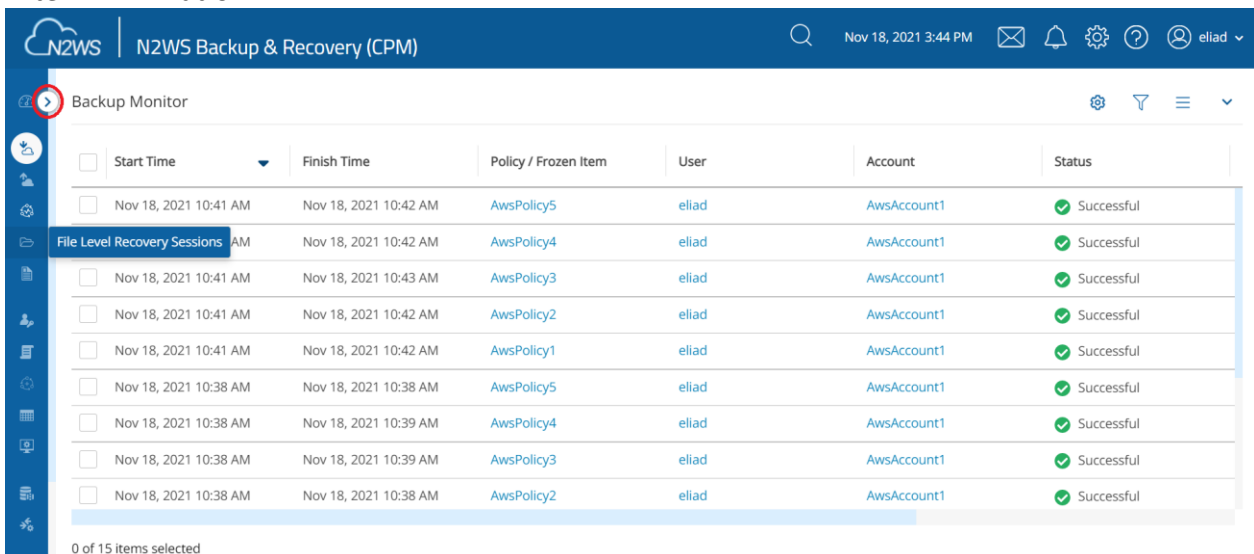 N2WS N2WS Backup & Recovery (CPM) Nov 18, 2021 3:44 PM eliad
Backup Monitor
Start Time Finish Time Policy / Frozen Item User Account Status
Nov 18, 2021 10:41 AM Nov 18, 2021 10:42 AM AwsPolicy5 eliad AwsAccount1 Successful
File Level Recovery Sessions AM Nov 18, 2021 10:42 AM AwsPolicy4 eliad AwsAccount1 Successful
Nov 18, 2021 10:41 AM Nov 18, 2021 10:43 AM AwsPolicy3 eliad AwsAccount1 Successful
Nov 18, 2021 10:41 AM Nov 18, 2021 10:42 AM AwsPolicy2 eliad AwsAccount1 Successful
Nov 18, 2021 10:41 AM Nov 18, 2021 10:42 AM AwsPolicy1 eliad AwsAccount1 Successful
Nov 18, 2021 10:38 AM Nov 18, 2021 10:38 AM AwsPolicy5 eliad AwsAccount1 Successful
Nov 18, 2021 10:38 AM Nov 18, 2021 10:39 AM AwsPolicy4 eliad AwsAccount1 Successful
Nov 18, 2021 10:38 AM Nov 18, 2021 10:39 AM AwsPolicy3 eliad AwsAccount1 Successful
Nov 18, 2021 10:38 AM Nov 18, 2021 10:38 AM AwsPolicy2 eliad AwsAccount1 Successful
0 of 15 items selected